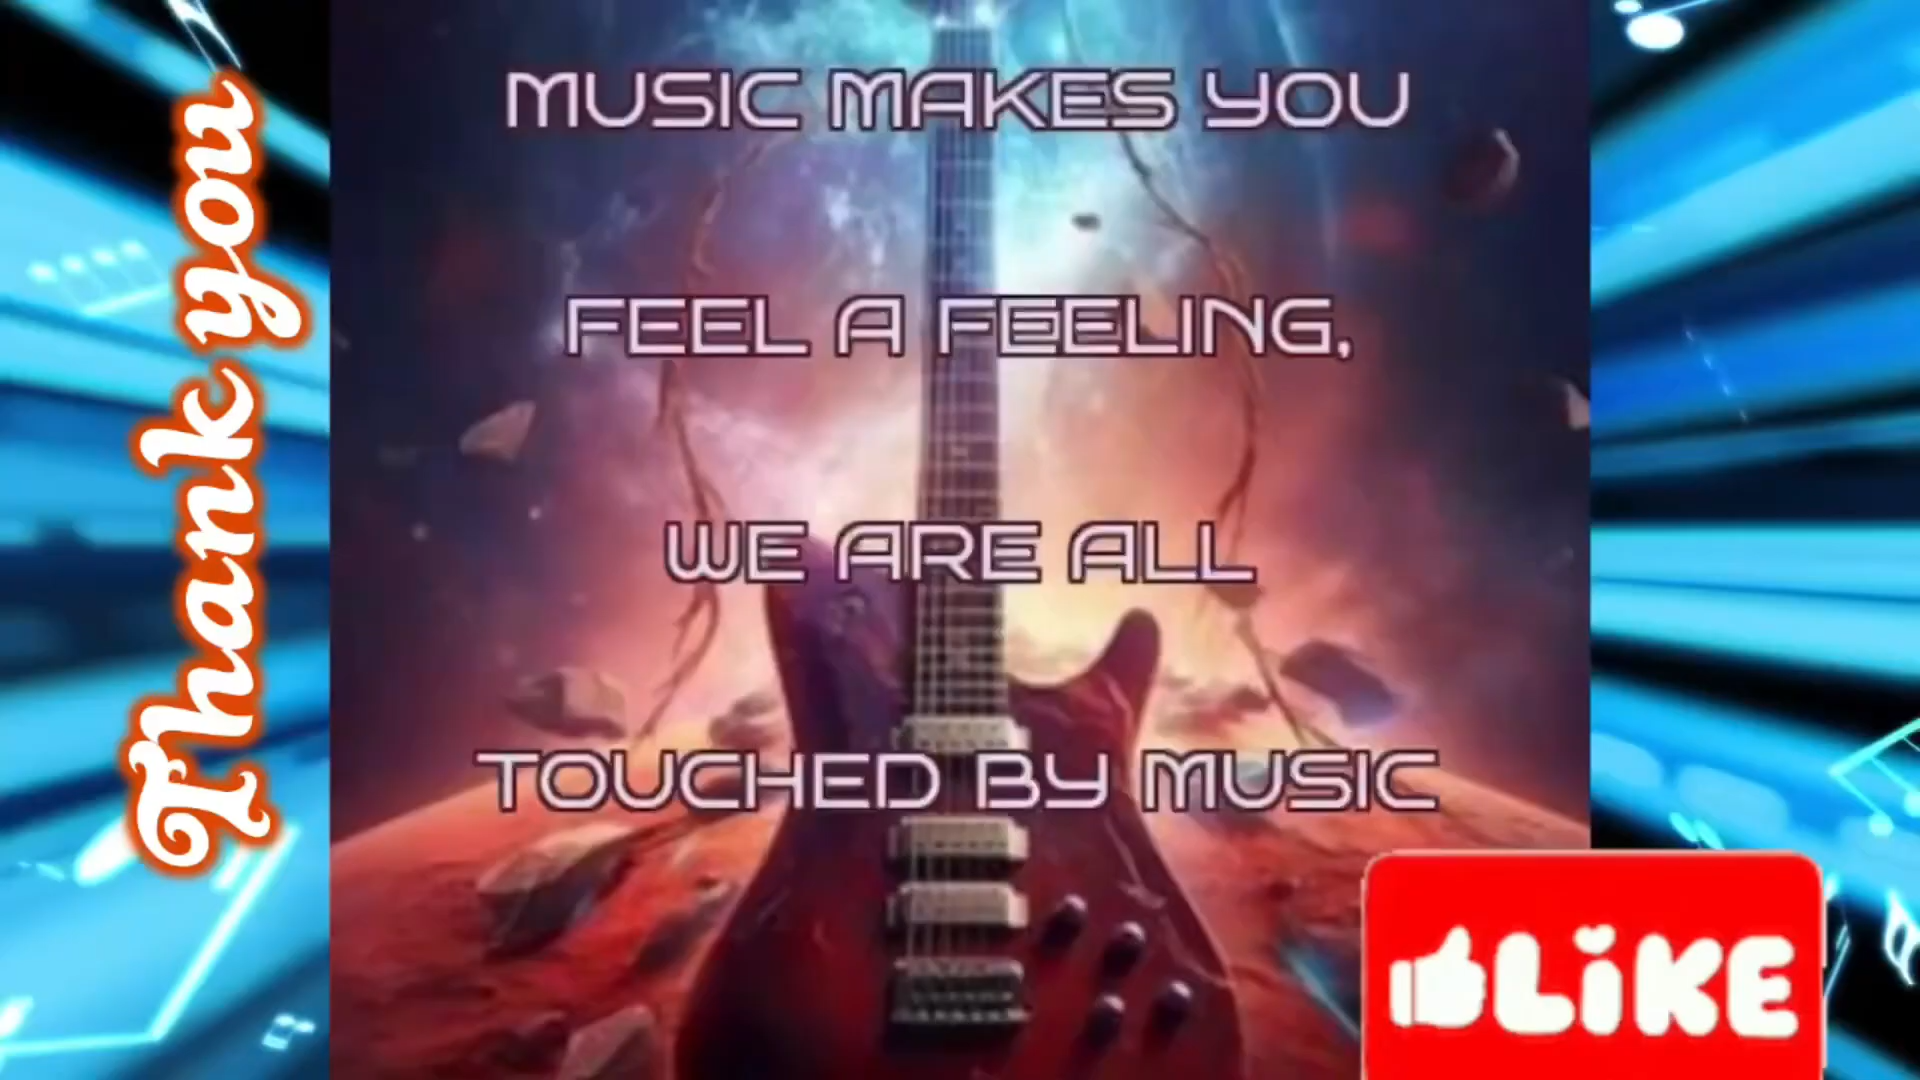 Thank you
MUSIC MAKES YOU
FEEL A FEELING,
WE ARE ALL
TOUCHED BY MUSIC
LIKE